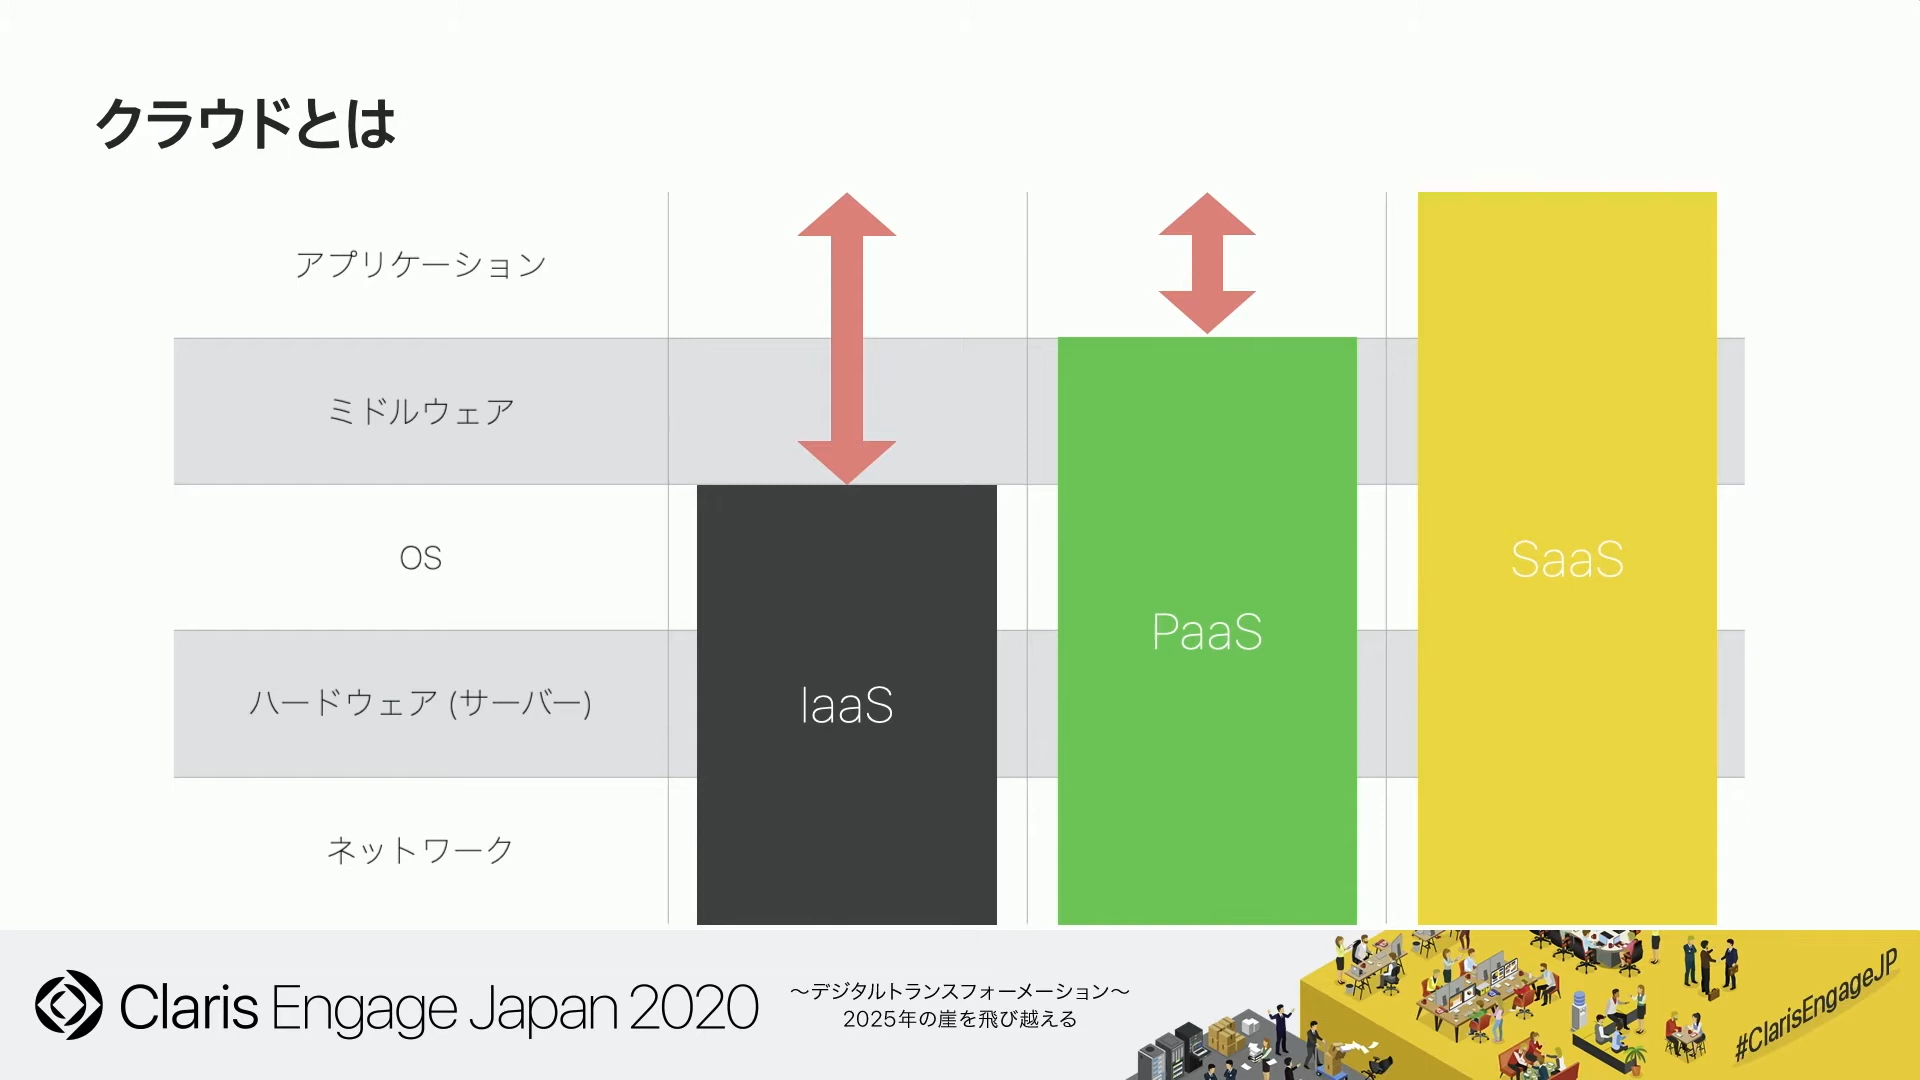 クラウドとは
アプリケーション
ミドルウェア
OS
ハードウェア (サーバー)
ネットワーク
IaaS
PaaS
SaaS
Claris Engage Japan 2020
〜デジタルトランスフォーメーション〜
2025年の崖を飛び越える
#ClarisEngageJP